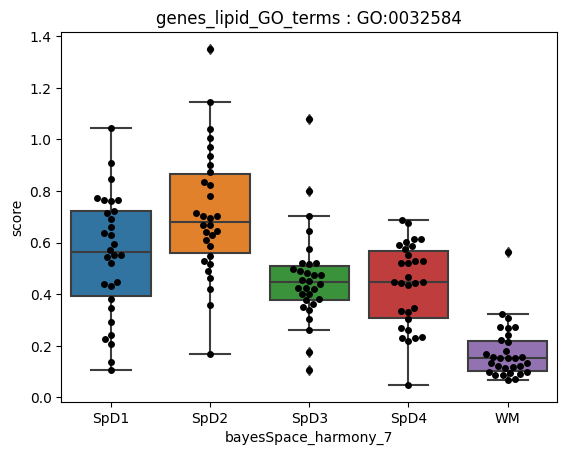 genes_lipid_GO_terms : GO:0032584
1.4
1.2
1.0
0.8
0.6
0.4
0.2
0.0
score
SpD1 SpD2 SpD3 SpD4 WM
bayesSpace_harmony_7